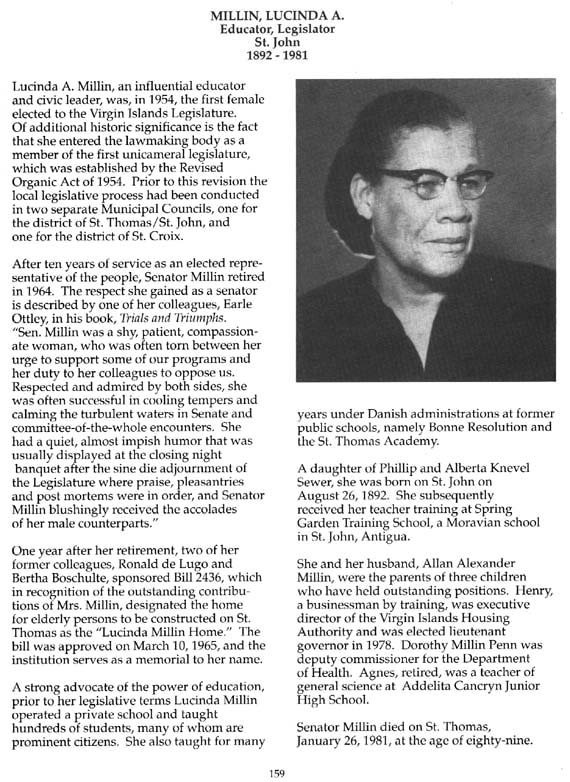 MILLIN, LUCINDA A.
Educator, Legislator
St. John
1892 - 1981
Lucinda A. Millin, an influential educator
and civic leader, was, in 1954, the first female
elected to the Virgin Islands Legislature.
Of additional historic significance is the fact
that she entered the lawmaking body as a
member of the first unicameral legislature,
which was established by the Revised
Organic Act of 1954. Prior to this revision the
local legislative process had been conducted
in two separate Municipal Councils, one for
the district of St. Thomas/St. John, and
one for the district of St. Croix.
After ten years of service as an elected repre-
sentative of the people, Senator Millin retired
in 1964. The respect she gained as a senator
is described by one of her colleagues, Earle
Ottley, in his book, Trials and Triumphs.
"Sen. Millin was a shy, patient, compassion-
ate woman, who was often torn between her
urge to support some of our programs and
her duty to her colleagues to oppose us.
Respected and admired by both sides, she
was often successful in cooling tempers and
calming the turbulent waters in Senate and
committee-of-the-whole encounters. She
had a quiet, almost impish humor that was
usually displayed at the closing night
banquet after the sine die adjournment of
the Legislature where praise, pleasantries
and post mortems were in order, and Senator
Millin blushingly received the accolades
of her male counterparts."
One year after her retirement, two of her
former colleagues, Ronald de Lugo and
Bertha Boschulte, sponsored Bill 2436, which
in recognition of the outstanding contribu-
tions of Mrs. Millin, designated the home
for elderly persons to be constructed on St.
Thomas as the "Lucinda Millin Home." The
bill was approved on March 10, 1965, and the
institution serves as a memorial to her name.
A strong advocate of the power of education,
prior to her legislative terms Lucinda Millin
operated a private school and taught
hundreds of students, many of whom are
prominent citizens. She also taught for many
years under Danish administrations at former
public schools, namely Bonne Resolution and
the St. Thomas Academy.
A daughter of Phillip and Alberta Knevel
Sewer, she was born on St. John on
August 26, 1892. She subsequently
received her teacher training at Spring
Garden Training School, a Moravian school
in St. John, Antigua.
She and her husband, Allan Alexander
Millin, were the parents of three children
who have held outstanding positions. Henry,
a businessman by training, was executive
director of the Virgin Islands Housing
Authority and was elected lieutenant
governor in 1978. Dorothy Millin Penn was
deputy commissioner for the Department
of Health. Agnes, retired, was a teacher of
general science at Addelita Cancryn Junior
High School.
Senator Millin died on St. Thomas,
January 26, 1981, at the age of eighty-nine.
159